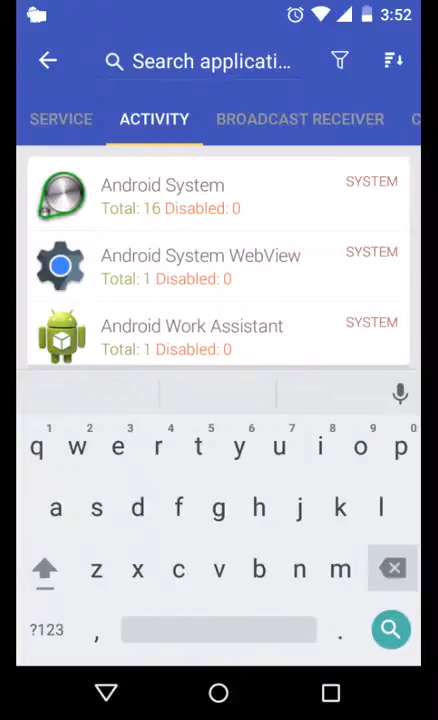 3:52
Search applicati...
SERVICE ACTIVITY BROADCAST RECEIVER C
Android System SYSTEM
Total: 16 Disabled: 0
Android System WebView SYSTEM
Total: 1 Disabled: 0
Android Work Assistant SYSTEM
Total: 1 Disabled: 0
1 2 3 4 5 6 7 8 9 0
q w e r t y u i o p
a s d f g h j k l
z x c v b n m
?123 , .